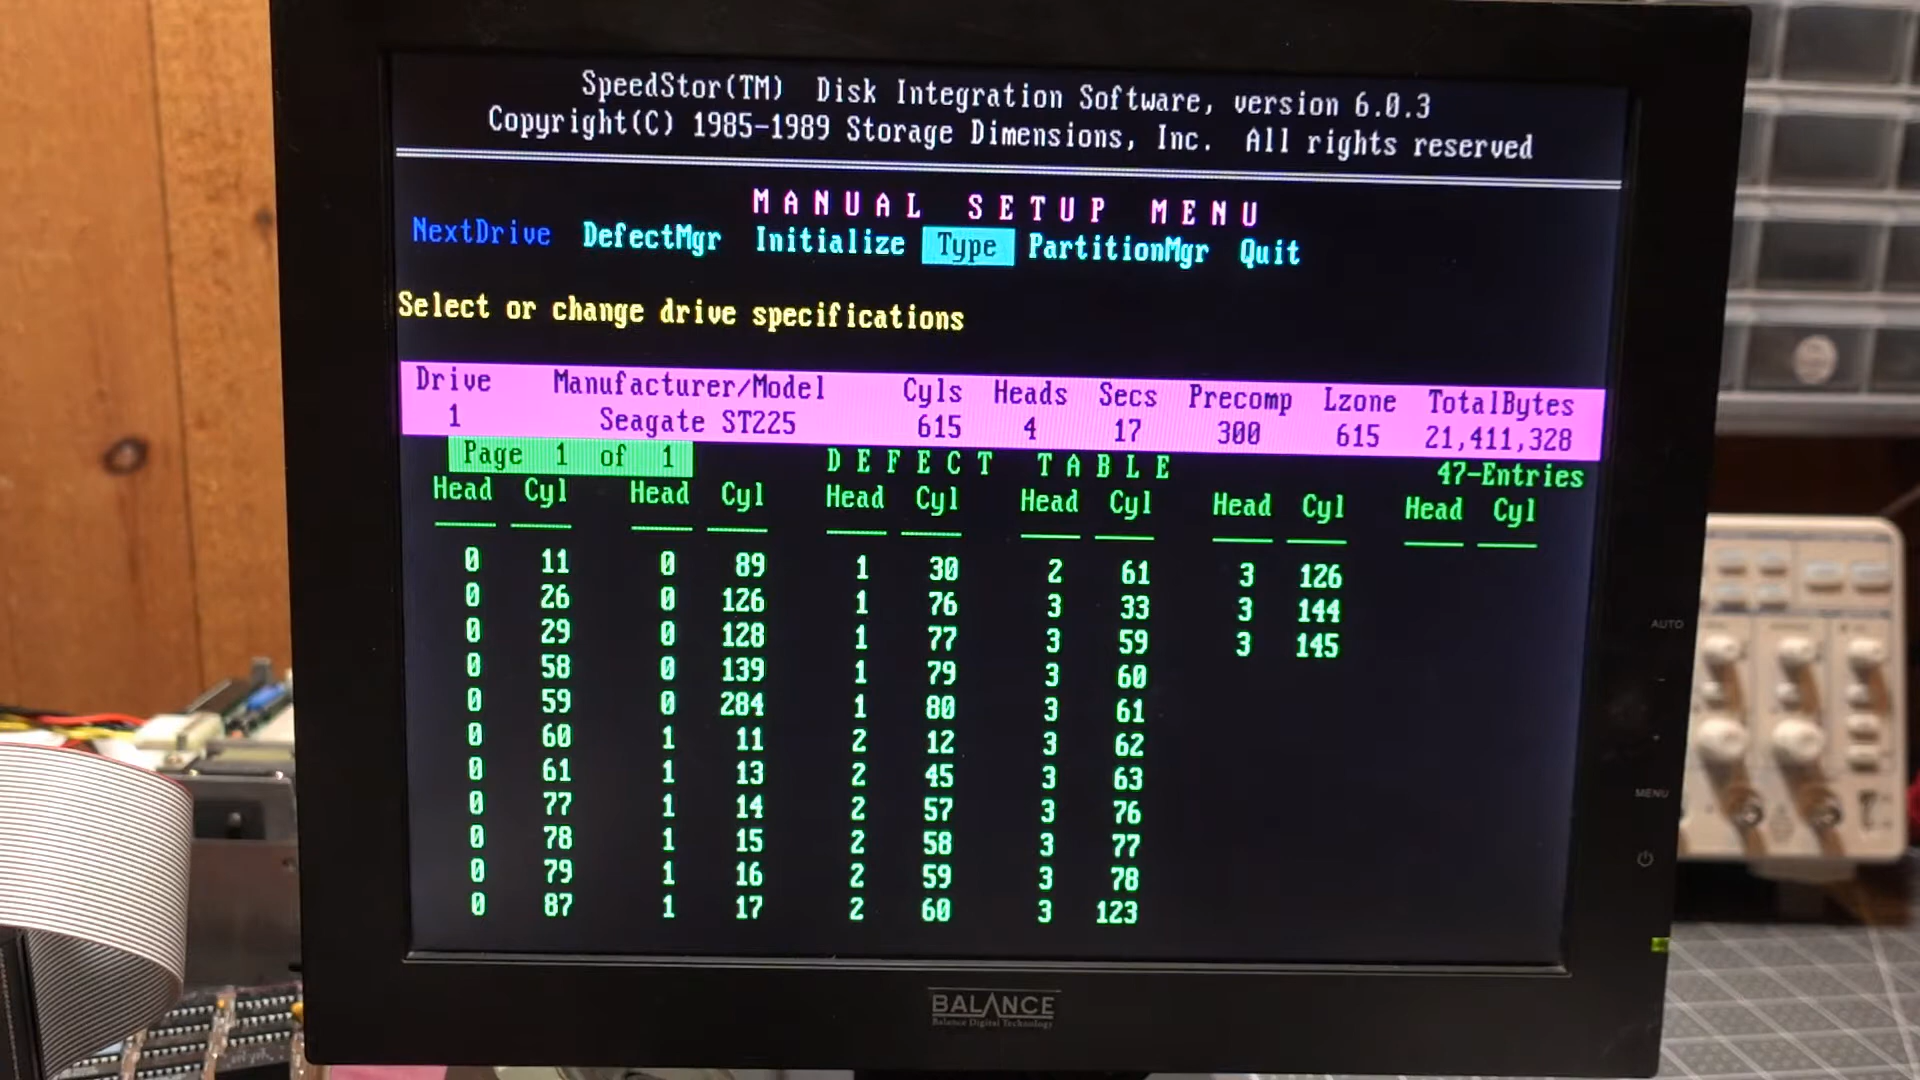 SpeedStor(TM) Disk Integration Software, version 6.0.3
Copyright(C) 1985-1989 Storage Dimensions, Inc. All rights reserved
MANUAL SETUP MENU
NextDrive DefectMgr Initialize Type PartitionMgr Quit
Select or change drive specifications
Drive Manufacturer/Model Cyls Heads Secs Precomp Lzone TotalBytes
1 Seagate ST225 615 4 17 300 615 21,411,328
Page 1 of 1 DEFECT TABLE 47-Entries
Head Cyl Head Cyl Head Cyl Head Cyl Head Cyl Head Cyl
0 11 0 89 1 30 2 61 3 126
0 26 0 126 1 76 3 33 3 144
0 29 0 128 1 77 3 59 3 145
0 58 0 139 1 79 3 60
0 59 0 284 1 80 3 61
0 60 1 11 2 12 3 62
0 61 1 13 2 45 3 63
0 77 1 14 2 57 3 76
0 78 1 15 2 58 3 77
0 79 1 16 2 59 3 78
0 87 1 17 2 60 3 123
AUTO
MENU
BALANCE
Balance Digital Technology